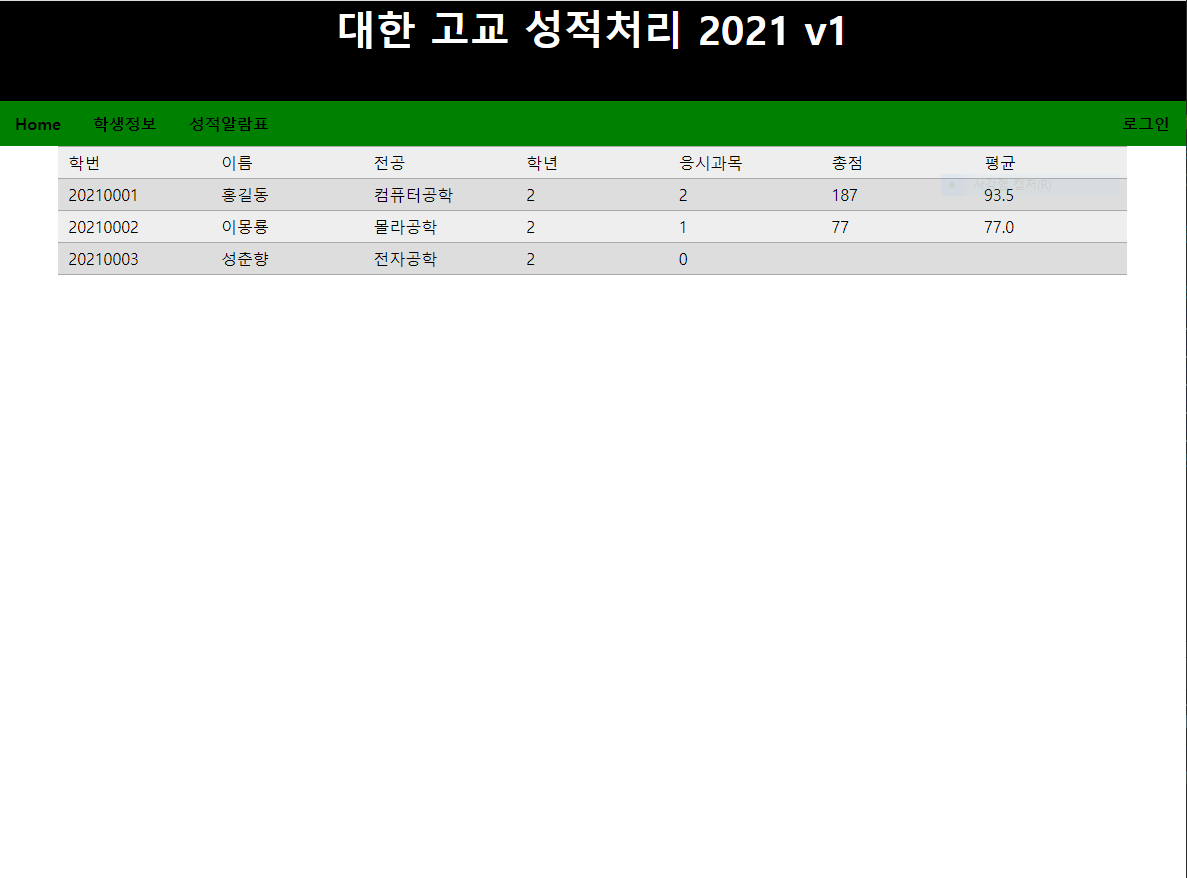 대한 고교 성적처리 2021 v1
Home 학생정보 성적알람표 로그인
학번 이름 전공 학년 응시과목 총점 평균
20210001 홍길동 컴퓨터공학 2 2 187 93.5
20210002 이몽룡 몰라공학 2 1 77 77.0
20210003 성춘향 전자공학 2 0